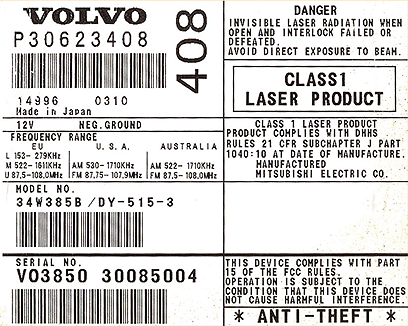 VOLVO
P30623408
408
14996 0310
Made in Japan
12V NEG.GROUND
FREQUENCY RANGE
EU U.S.A. AUSTRALIA
L 153- 279KHz
M 522- 1611KHz AM 530- 1710KHz AM 522- 1710KHz
U 87.5- 108.0MHz FM 87.75- 107.9MHz FM 87.5- 108.0MHz
MODEL NO.
34W385B /DY-515-3
SERIAL NO.
VO3850 30085004
DANGER
INVISIBLE LASER RADIATION WHEN
OPEN AND INTERLOCK FAILED OR
DEFEATED.
AVOID DIRECT EXPOSURE TO BEAM.
CLASS1
LASER PRODUCT
CLASS 1 LASER PRODUCT
PRODUCT COMPLIES WITH DHHS
RULES 21 CFR SUBCHAPTER J PART
1040:10 AT DATE OF MANUFACTURE.
MANUFACTURED
MITSUBISHI ELECTRIC CO.
THIS DEVICE COMPLIES WITH PART
15 OF THE FCC RULES.
OPERATION IS SUBJECT TO THE
CONDITION THAT THIS DEVICE DOES
NOT CAUSE HARMFUL INTERFERENCE.
* ANTI-THEFT *